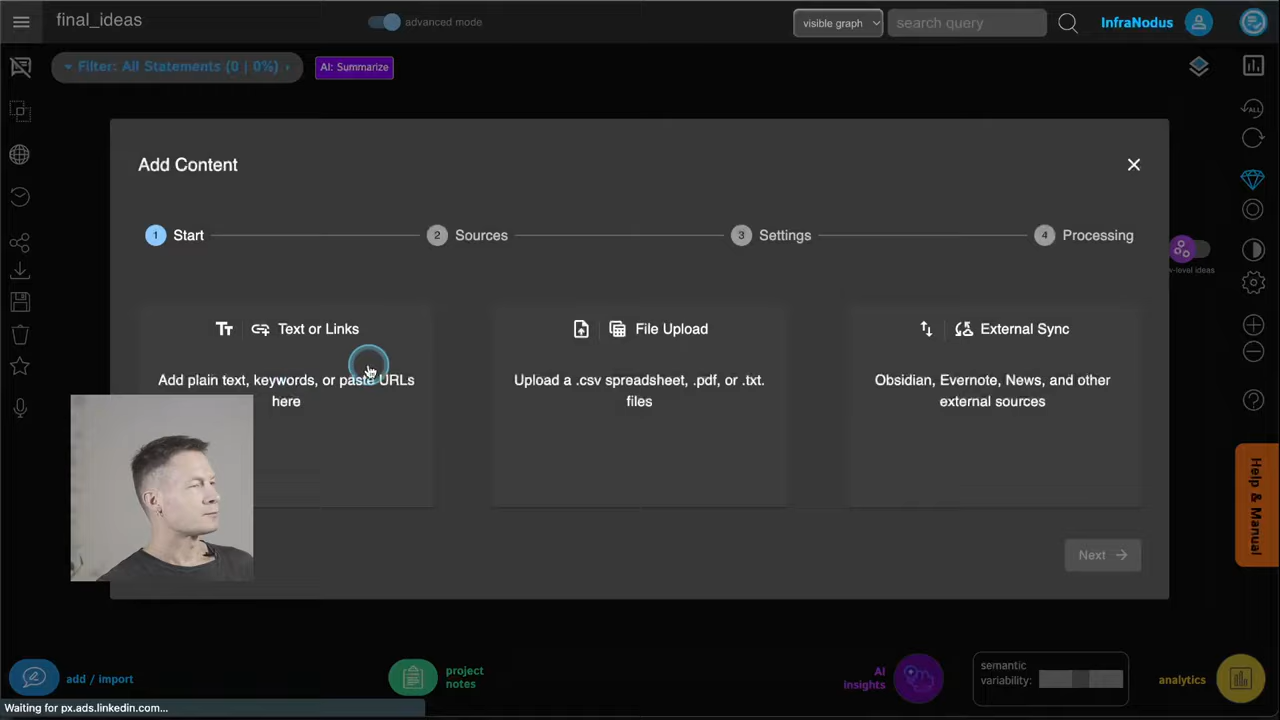 final_ideas
advanced mode
visible graph
search query
InfraNodus
Filter: All Statements (0 | 0%)
AI: Summarize
ALL
Add Content
1 Start
2 Sources
3 Settings
4 Processing
Text or Links
Add plain text, keywords, or paste URLs
here
File Upload
Upload a .csv spreadsheet, .pdf, or .txt.
files
External Sync
Obsidian, Evernote, News, and other
external sources
Next
Help & Manual
add / import
project
notes
AI
insights
semantic
variability:
analytics
Waiting for px.ads.linkedin.com...